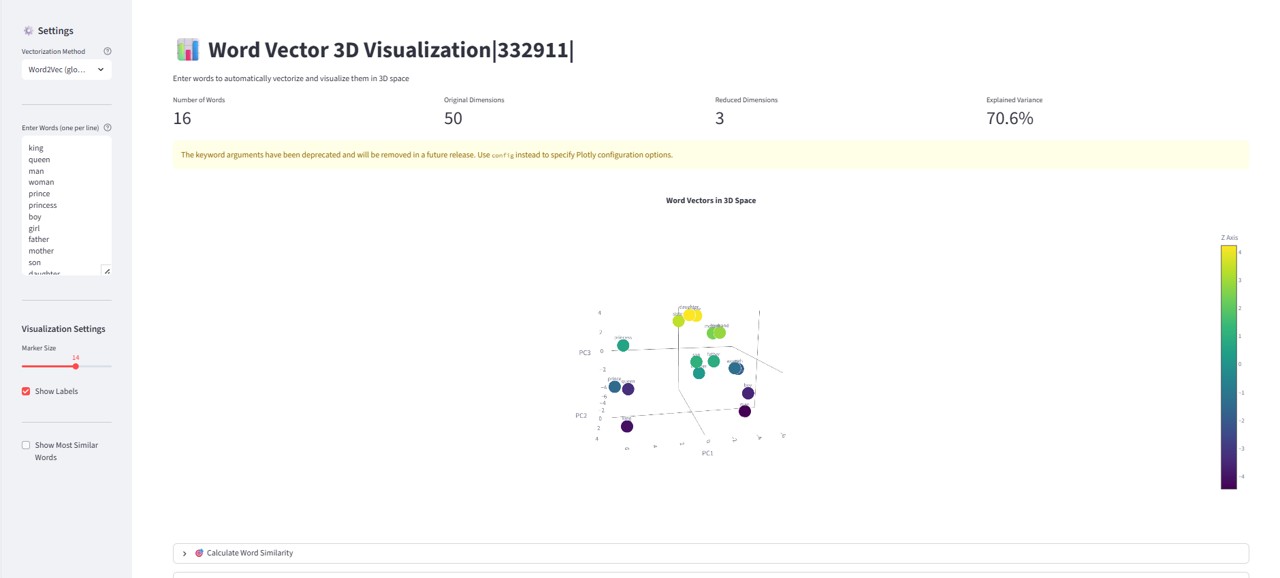 Settings
Vectorization Method
Word2Vec (glo...
Enter Words (one per line)
king
queen
man
woman
prince
princess
boy
girl
father
mother
son
daughter
Visualization Settings
Marker Size
14
Show Labels
Show Most Similar
Words
Word Vector 3D Visualization|332911|
Enter words to automatically vectorize and visualize them in 3D space
Number of Words
16
Original Dimensions
50
Reduced Dimensions
3
Explained Variance
70.6%
The keyword arguments have been deprecated and will be removed in a future release. Use config instead to specify Plotly configuration options.
Word Vectors in 3D Space
PC3
PC2
PC1
4
2
0
-2
-4
Z Axis
4
3
2
1
0
-1
-2
-3
-4
Calculate Word Similarity